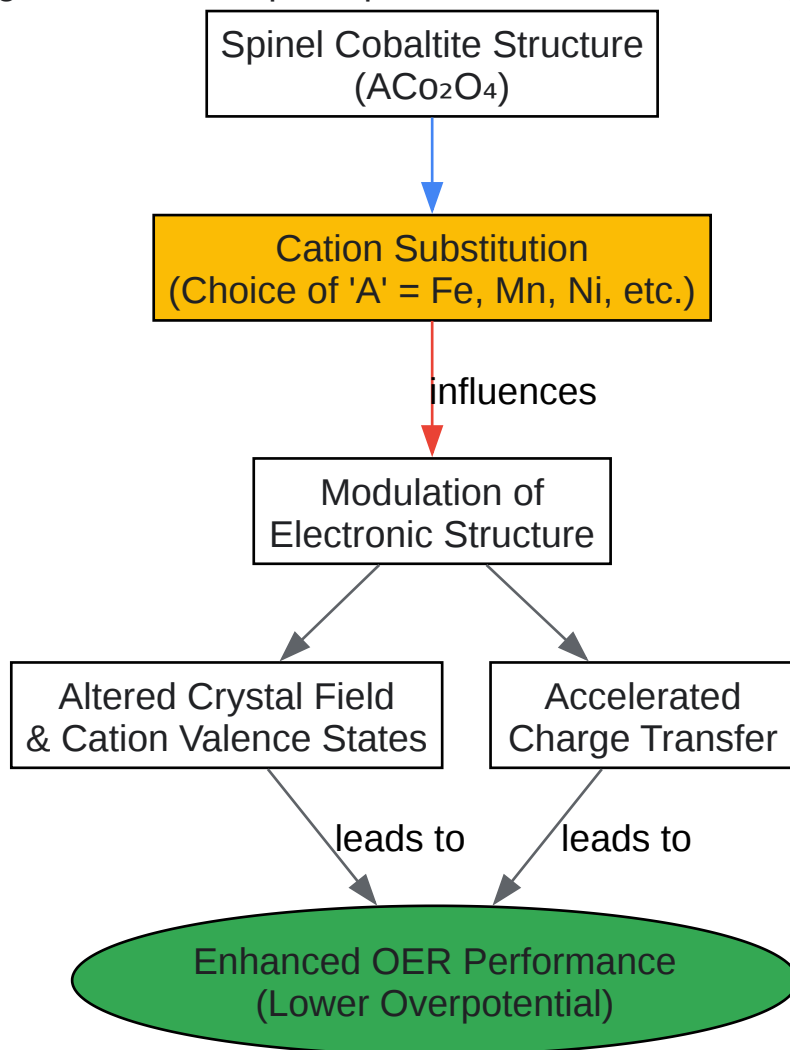 Spinel Cobaltite Structure
(ACo₂O₄)
Cation Substitution
(Choice of 'A' = Fe, Mn, Ni, etc.)
influences
Modulation of
Electronic Structure
Altered Crystal Field
& Cation Valence States
Accelerated
Charge Transfer
leads to
leads to
Enhanced OER Performance
(Lower Overpotential)